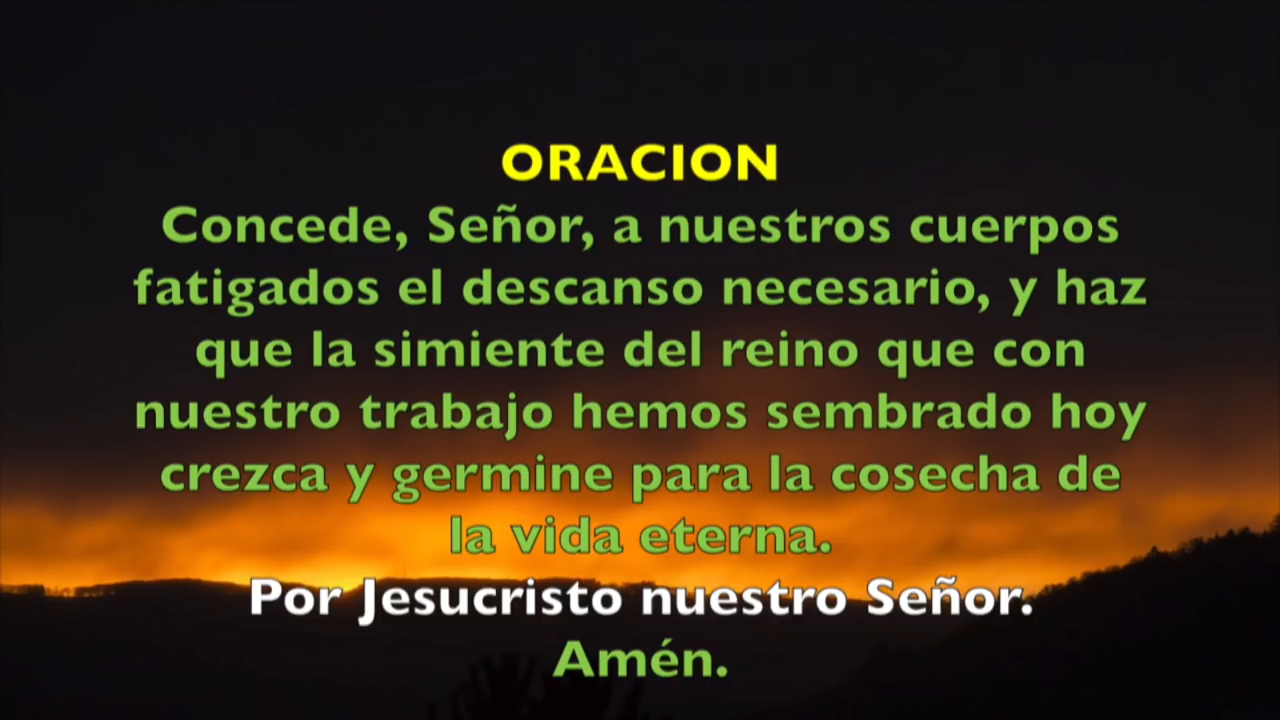 ORACION
Concede, Señor, a nuestros cuerpos
fatigados el descanso necesario, y haz
que la simiente del reino que con
nuestro trabajo hemos sembrado hoy
crezca y germine para la cosecha de
la vida eterna.
Por Jesucristo nuestro Señor.
Amén.